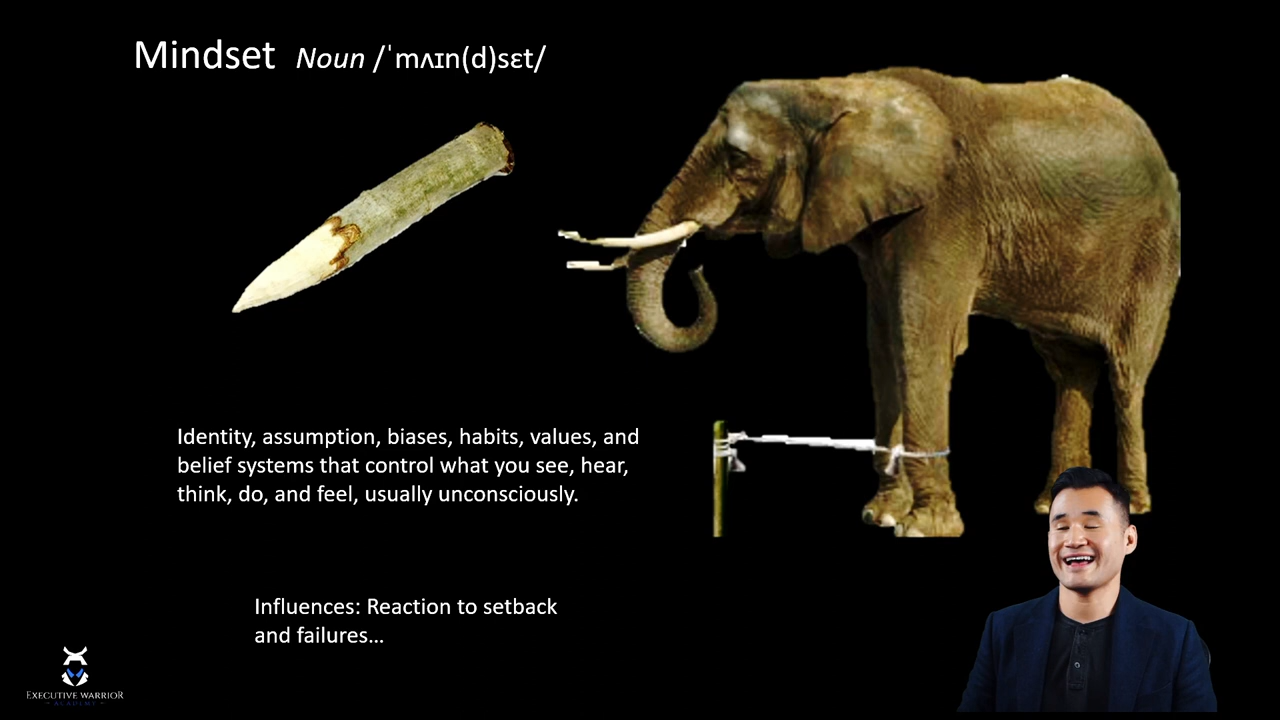 Mindset Noun /ˈmʌɪn(d)sɛt/
Identity, assumption, biases, habits, values, and
belief systems that control what you see, hear,
think, do, and feel, usually unconsciously.
Influences: Reaction to setback
and failures…
EXECUTIVE WARRIOR
ACADEMY